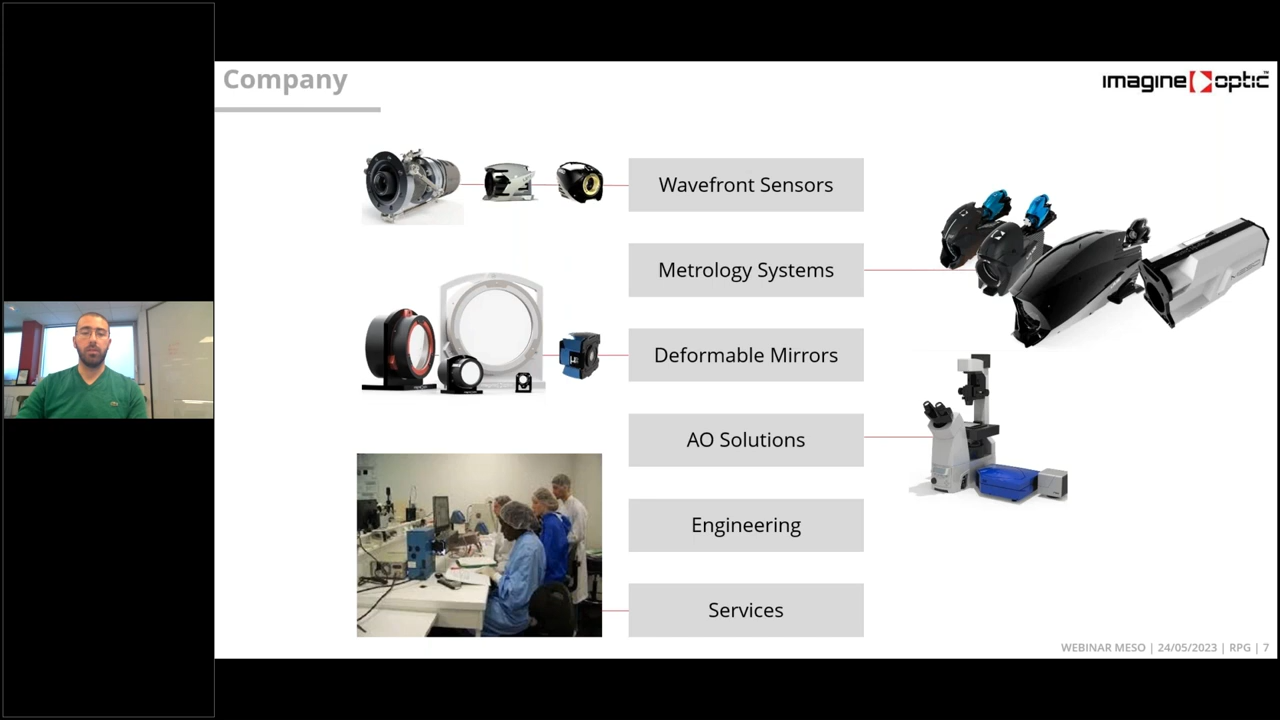 Company
imagine optic™
Wavefront Sensors
Metrology Systems
Deformable Mirrors
AO Solutions
Engineering
Services
WEBINAR MESO | 24/05/2023 | RPG | 7